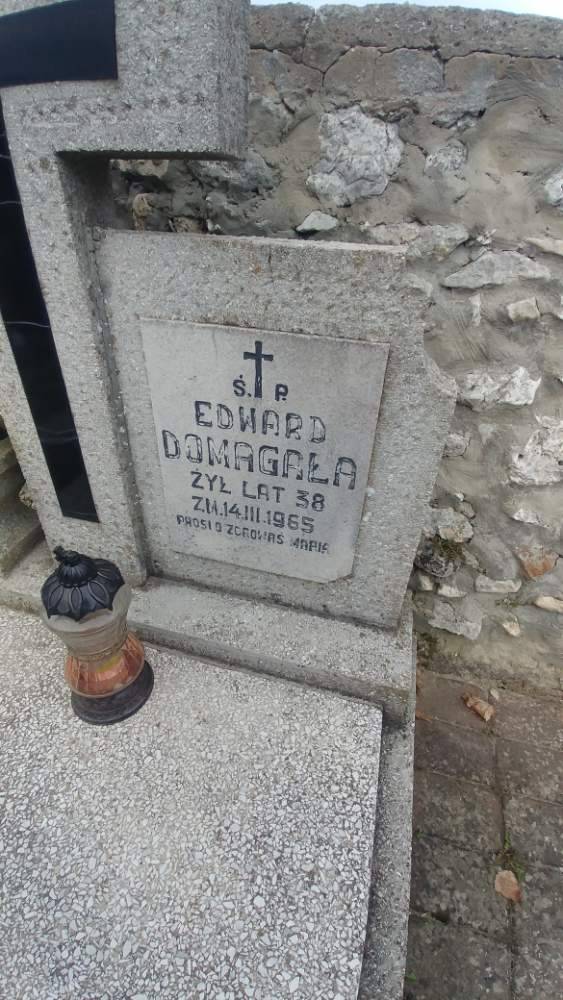 Ś. P.
EDWARD
DOMAGAŁA
ŻYŁ LAT 38
ZM.14.III.1965
PROSI O ZDROWAŚ MARIA